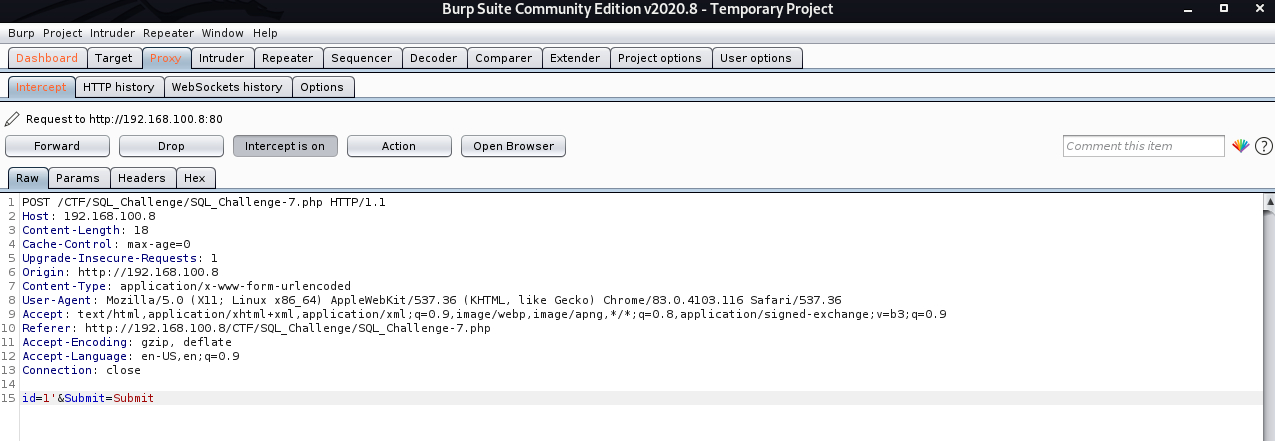 Burp Suite Community Edition v2020.8 - Temporary Project
Burp Project Intruder Repeater Window Help
Dashboard Target Proxy Intruder Repeater Sequencer Decoder Comparer Extender Project options User options
Intercept HTTP history WebSockets history Options
Request to http://192.168.100.8:80
Forward Drop Intercept is on Action Open Browser Comment this item ?
Raw Params Headers Hex
1 POST /CTF/SQL_Challenge/SQL_Challenge-7.php HTTP/1.1
2 Host: 192.168.100.8
3 Content-Length: 18
4 Cache-Control: max-age=0
5 Upgrade-Insecure-Requests: 1
6 Origin: http://192.168.100.8
7 Content-Type: application/x-www-form-urlencoded
8 User-Agent: Mozilla/5.0 (X11; Linux x86_64) AppleWebKit/537.36 (KHTML, like Gecko) Chrome/83.0.4103.116 Safari/537.36
9 Accept: text/html,application/xhtml+xml,application/xml;q=0.9,image/webp,image/apng,*/*;q=0.8,application/signed-exchange;v=b3;q=0.9
10 Referer: http://192.168.100.8/CTF/SQL_Challenge/SQL_Challenge-7.php
11 Accept-Encoding: gzip, deflate
12 Accept-Language: en-US,en;q=0.9
13 Connection: close
14
15 id=1'&Submit=Submit